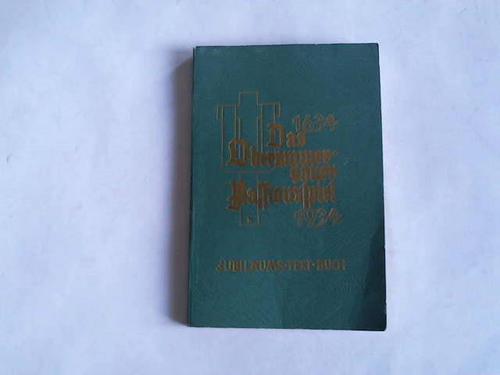 1634
Das
Oberammer-
gauer
Passionsspiel
1934
JUBILÄUMS-TEXT-BUCH